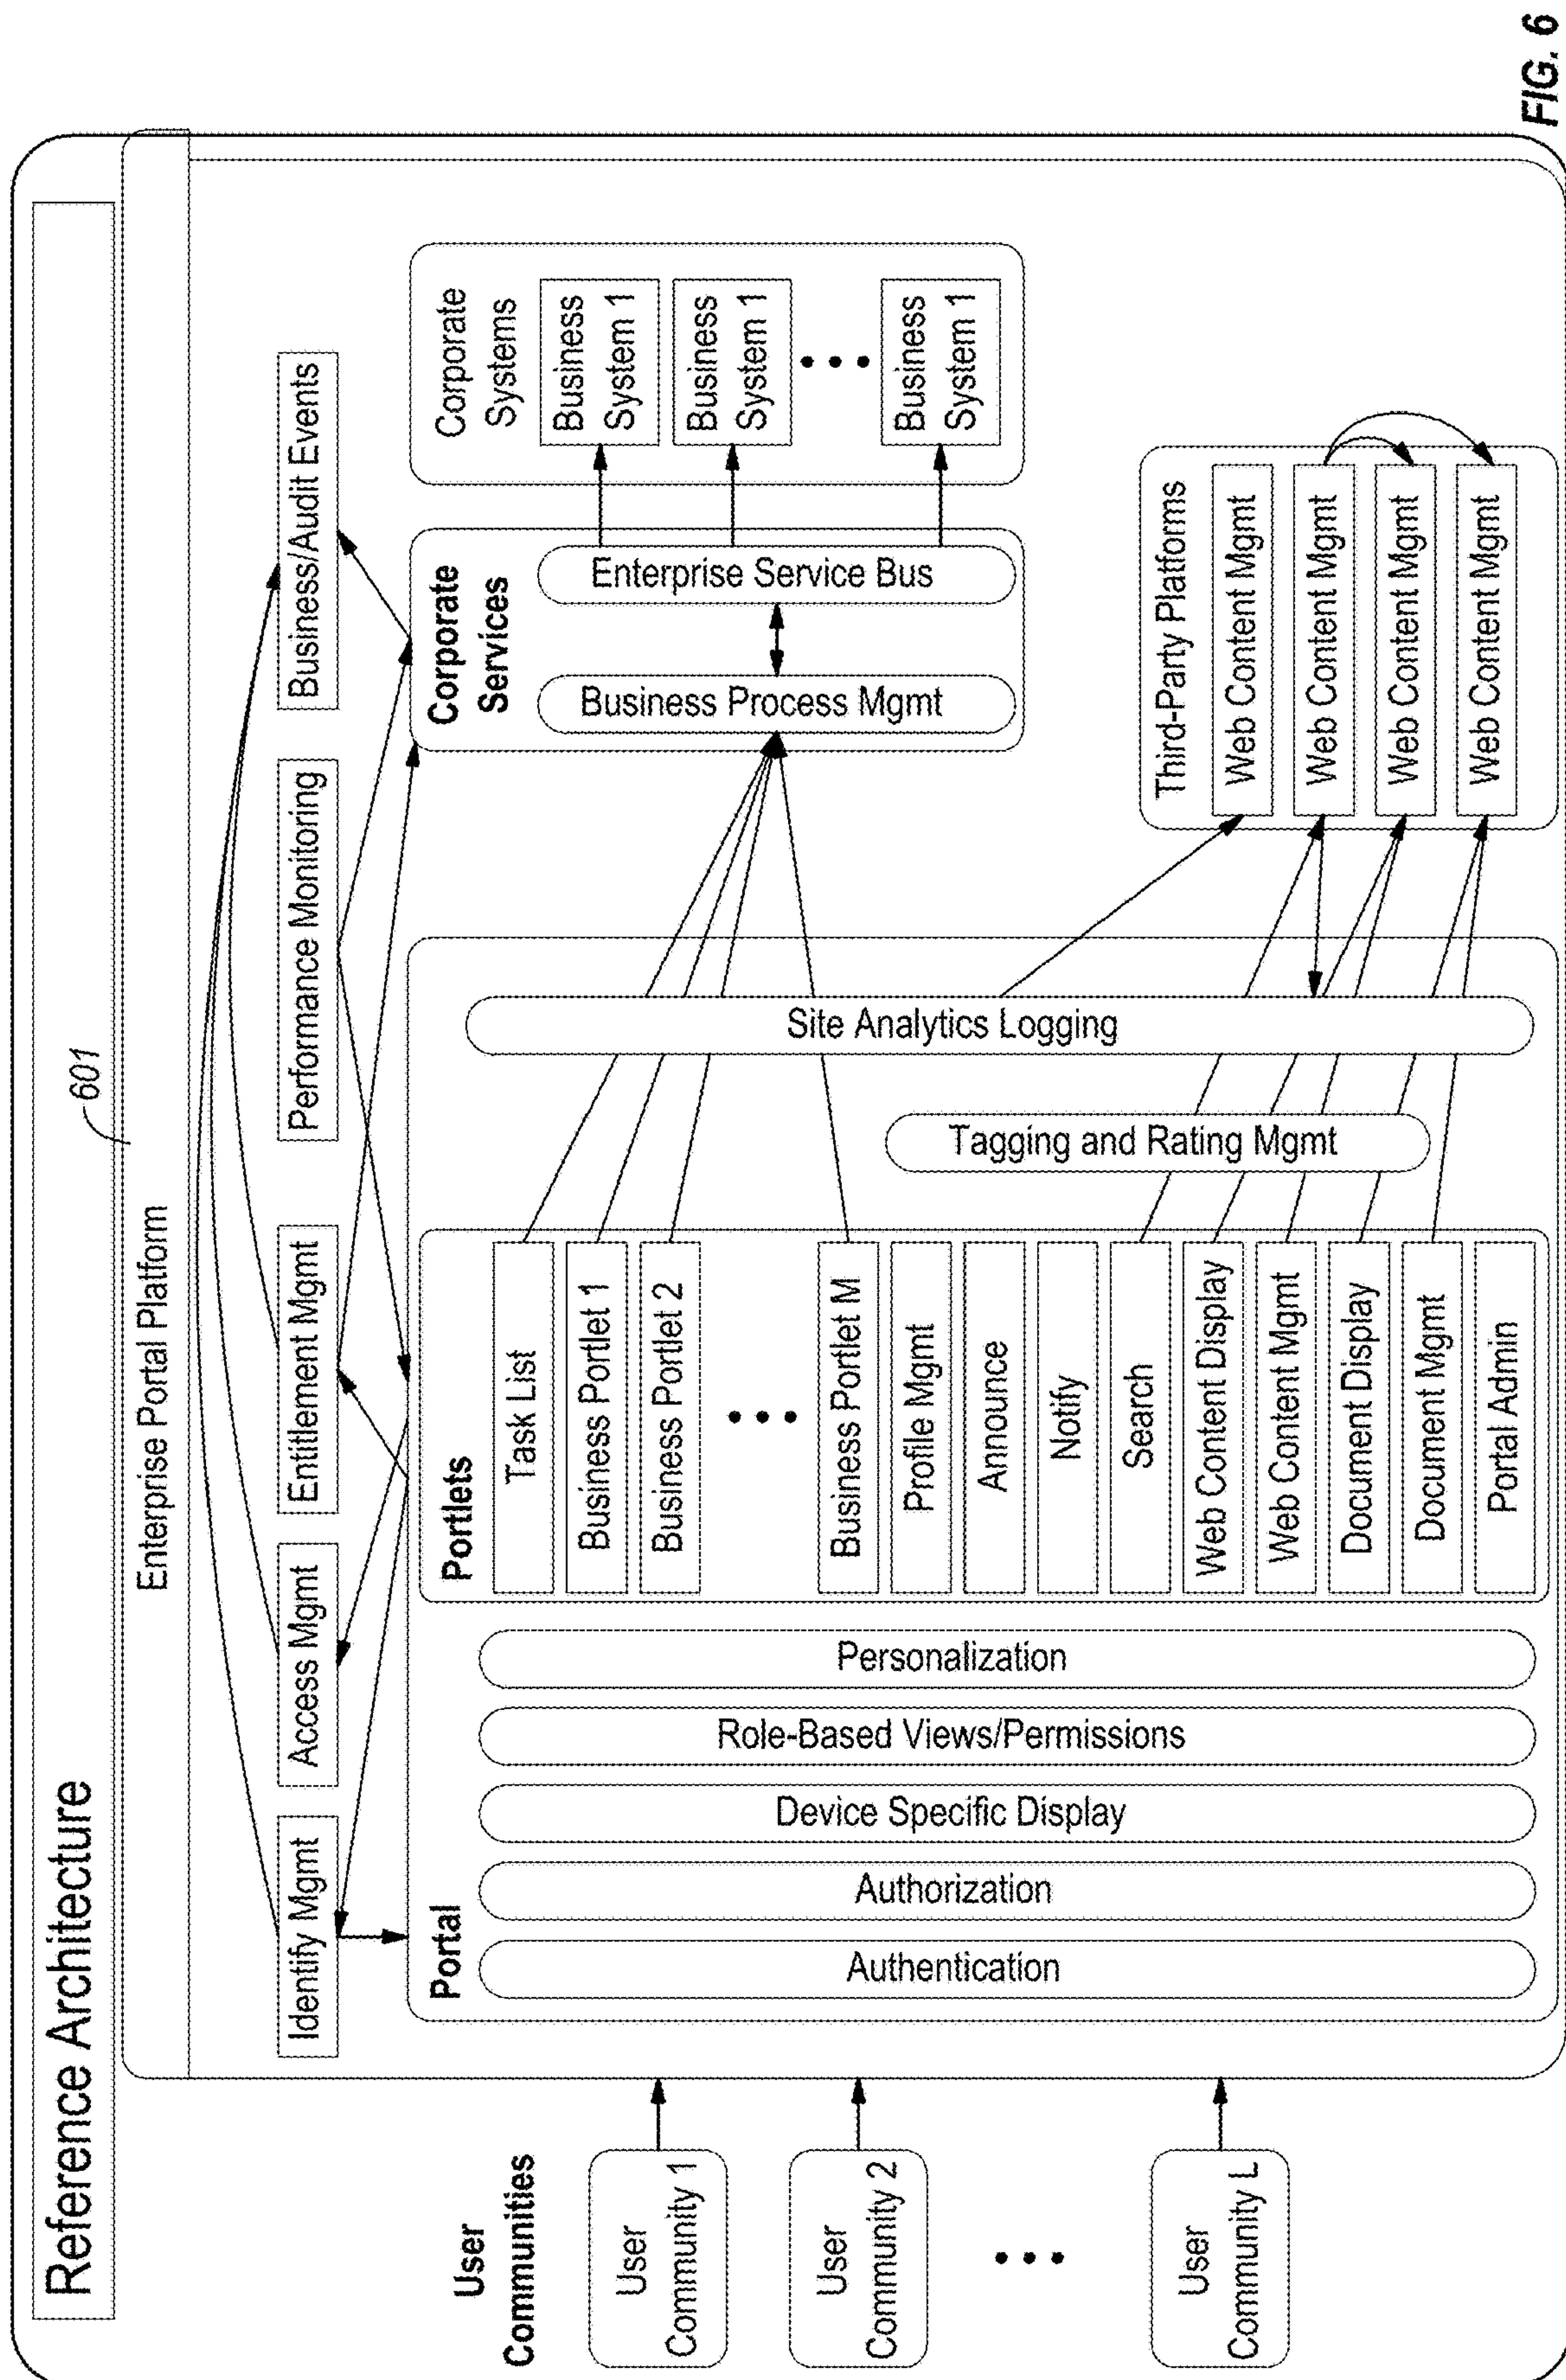 Reference Architecture
601
Enterprise Portal Platform
Identify Mgmt
Access Mgmt
Entitlement Mgmt
Performance Monitoring
Business/Audit Events
User
Communities
User
Community 1
User
Community 2
• • •
User
Community L
Portal
Authentication
Authorization
Device Specific Display
Role-Based Views/Permissions
Personalization
Portlets
Task List
Business Portlet 1
Business Portlet 2
• • •
Business Portlet M
Profile Mgmt
Announce
Notify
Search
Web Content Display
Web Content Mgmt
Document Display
Document Mgmt
Portal Admin
Tagging and Rating Mgmt
Site Analytics Logging
Corporate
Services
Business Process Mgmt
Enterprise Service Bus
Corporate
Systems
Business
System 1
Business
System 1
• • •
Business
System 1
Third-Party Platforms
Web Content Mgmt
Web Content Mgmt
Web Content Mgmt
Web Content Mgmt
FIG. 6